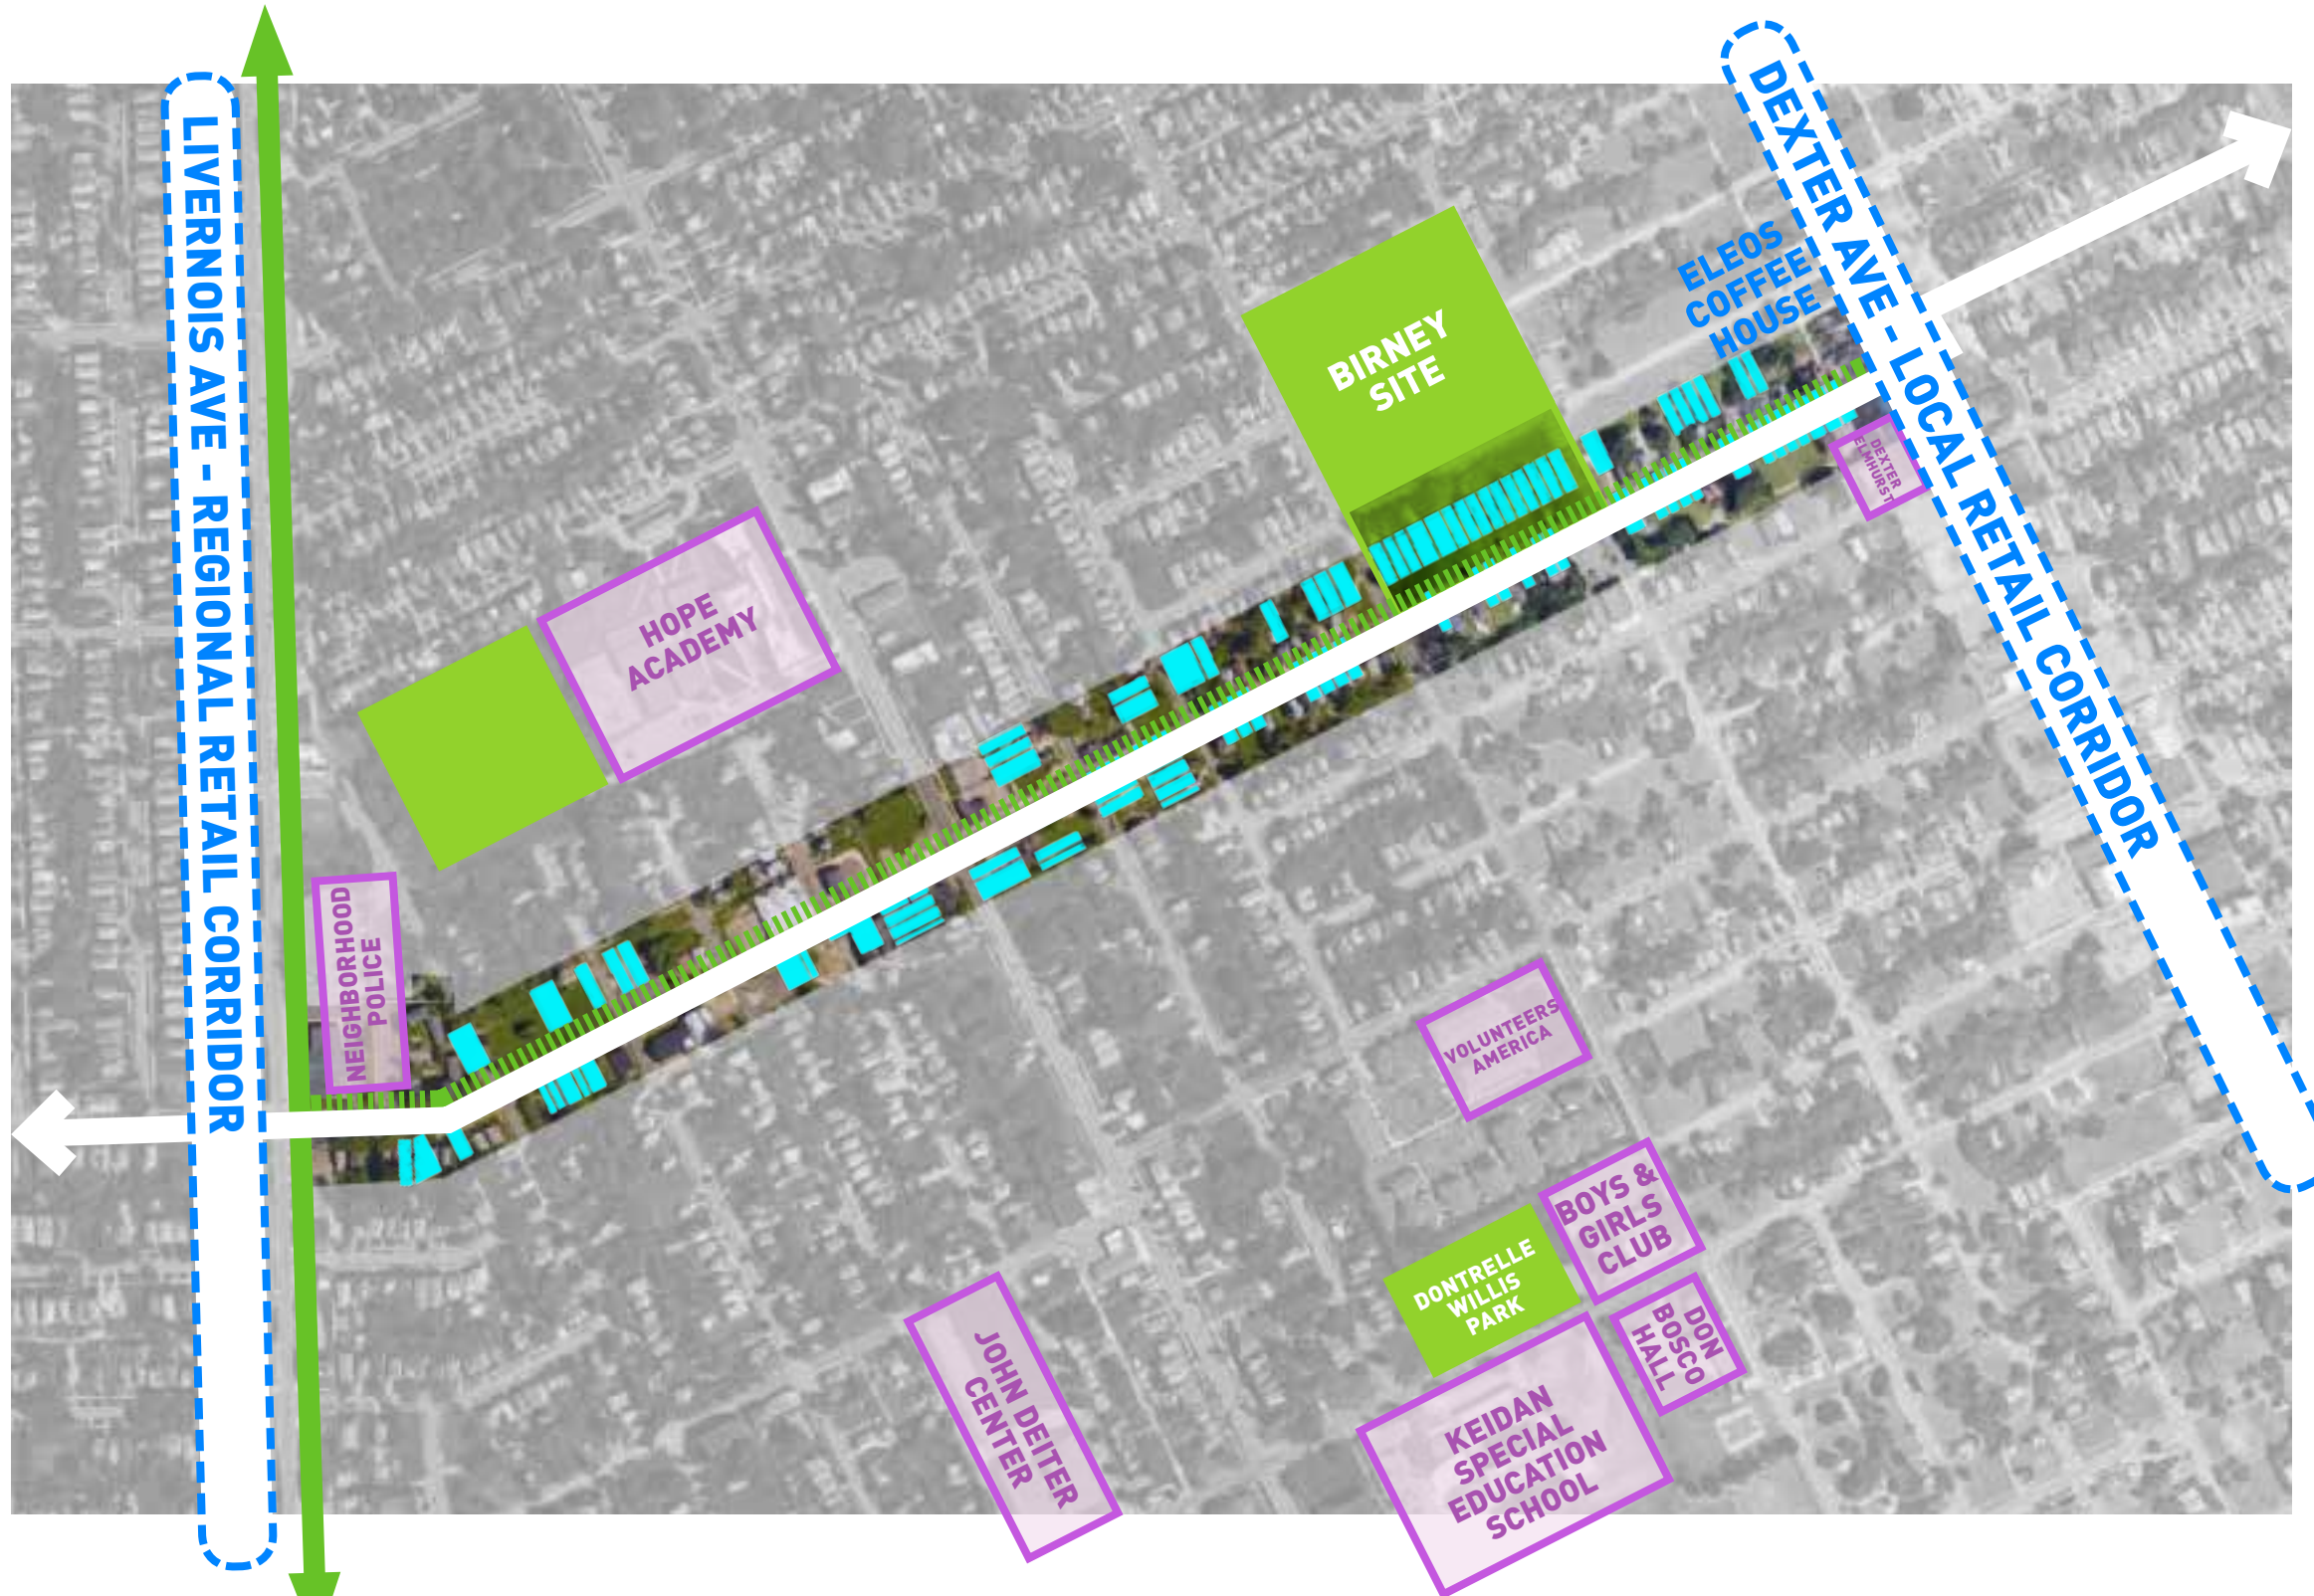 LIVERNOIS AVE - REGIONAL RETAIL CORRIDOR
DEXTER AVE - LOCAL RETAIL CORRIDOR
ELEOS
COFFEE
HOUSE
BIRNEY
SITE
DEXTER
ELMHURST
HOPE
ACADEMY
NEIGHBORHOOD
POLICE
VOLUNTEERS
AMERICA
BOYS &
GIRLS
CLUB
DONTRELLE
WILLIS
PARK
DON
BOSCO
HALL
JOHN DEITER
CENTER
KEIDAN
SPECIAL
EDUCATION
SCHOOL